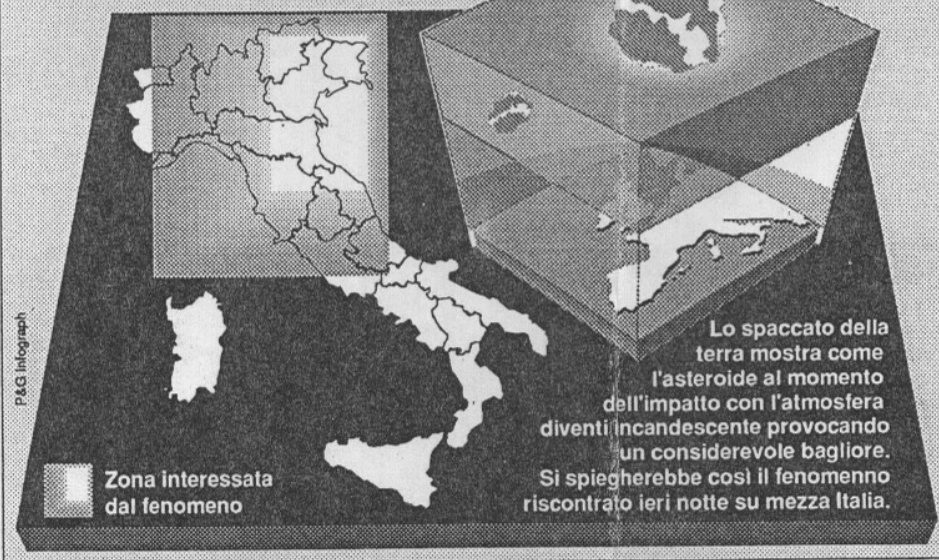 P&G Infograph
Zona interessata
dal fenomeno
Lo spaccato della
terra mostra come
l'asteroide al momento
dell'impatto con l'atmosfera
diventi incandescente provocando
un considerevole bagliore.
Si spiegherebbe così il fenomenno
riscontrato ieri notte su mezza Italia.